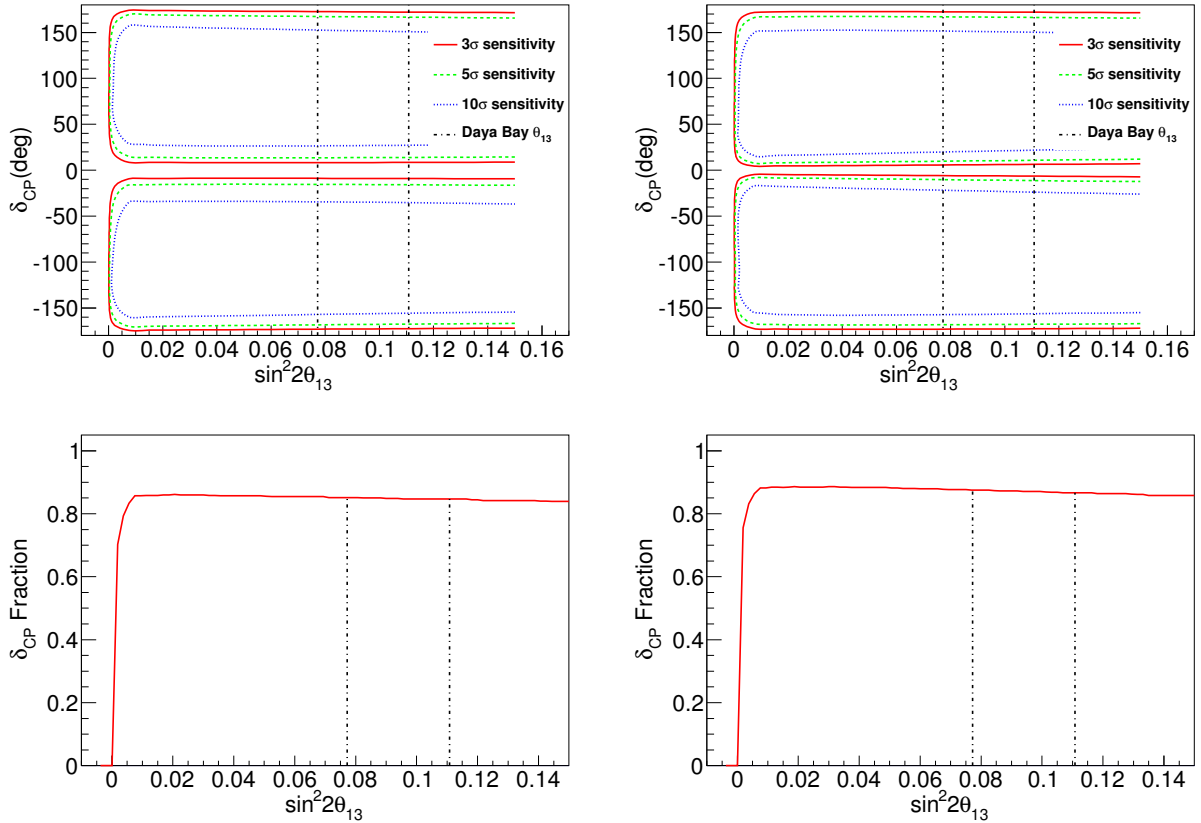 150
100
50
0
-50
-100
-150
δCP(deg)
3σ sensitivity
5σ sensitivity
10σ sensitivity
Daya Bay θ13
0 0.02 0.04 0.06 0.08 0.1 0.12 0.14 0.16
sin²2θ13
150
100
50
0
-50
-100
-150
δCP(deg)
3σ sensitivity
5σ sensitivity
10σ sensitivity
Daya Bay θ13
0 0.02 0.04 0.06 0.08 0.1 0.12 0.14 0.16
sin²2θ13
1
0.8
0.6
0.4
0.2
0
δCP Fraction
0 0.02 0.04 0.06 0.08 0.1 0.12 0.14
sin²2θ13
1
0.8
0.6
0.4
0.2
0
δCP Fraction
0 0.02 0.04 0.06 0.08 0.1 0.12 0.14
sin²2θ13